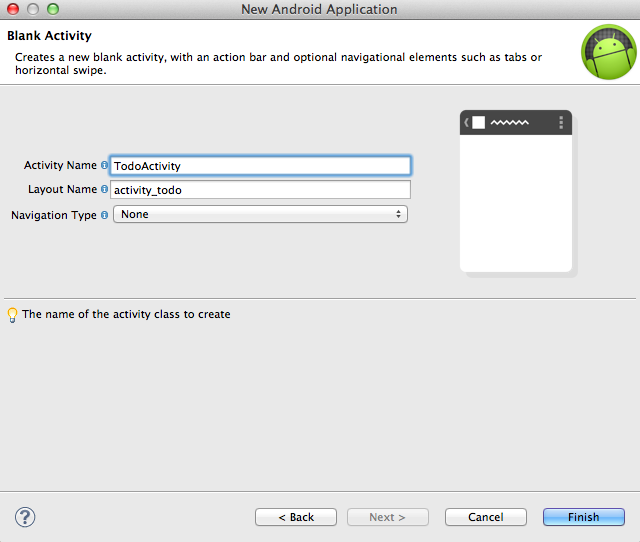 New Android Application
Blank Activity
Creates a new blank activity, with an action bar and optional navigational elements such as tabs or
horizontal swipe.
Activity Name TodoActivity
Layout Name activity_todo
Navigation Type None
The name of the activity class to create
? < Back Next > Cancel Finish